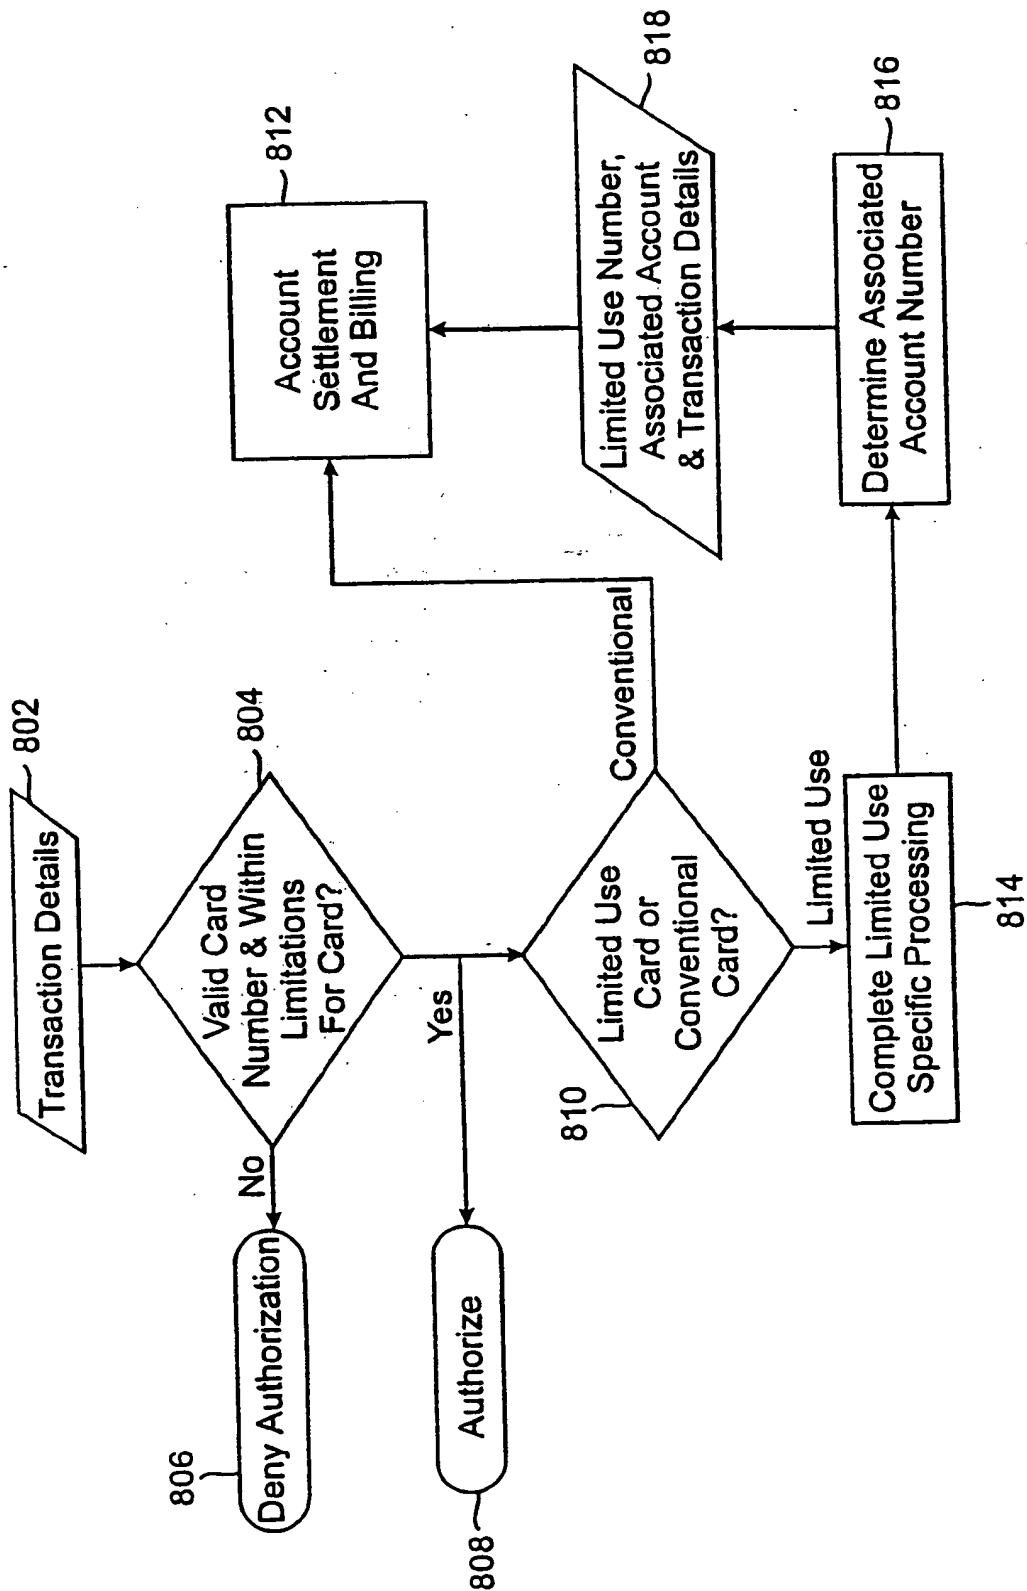 802
Transaction Details
804
Valid Card
Number & Within
Limitations
For Card?
No
806
Deny Authorization
Yes
808
Authorize
810
Limited Use
Card or
Conventional
Card?
Conventional
812
Account
Settlement
And Billing
Limited Use
Complete Limited Use
Specific Processing
814
Determine Associated
Account Number
816
Limited Use Number,
Associated Account
& Transaction Details
818